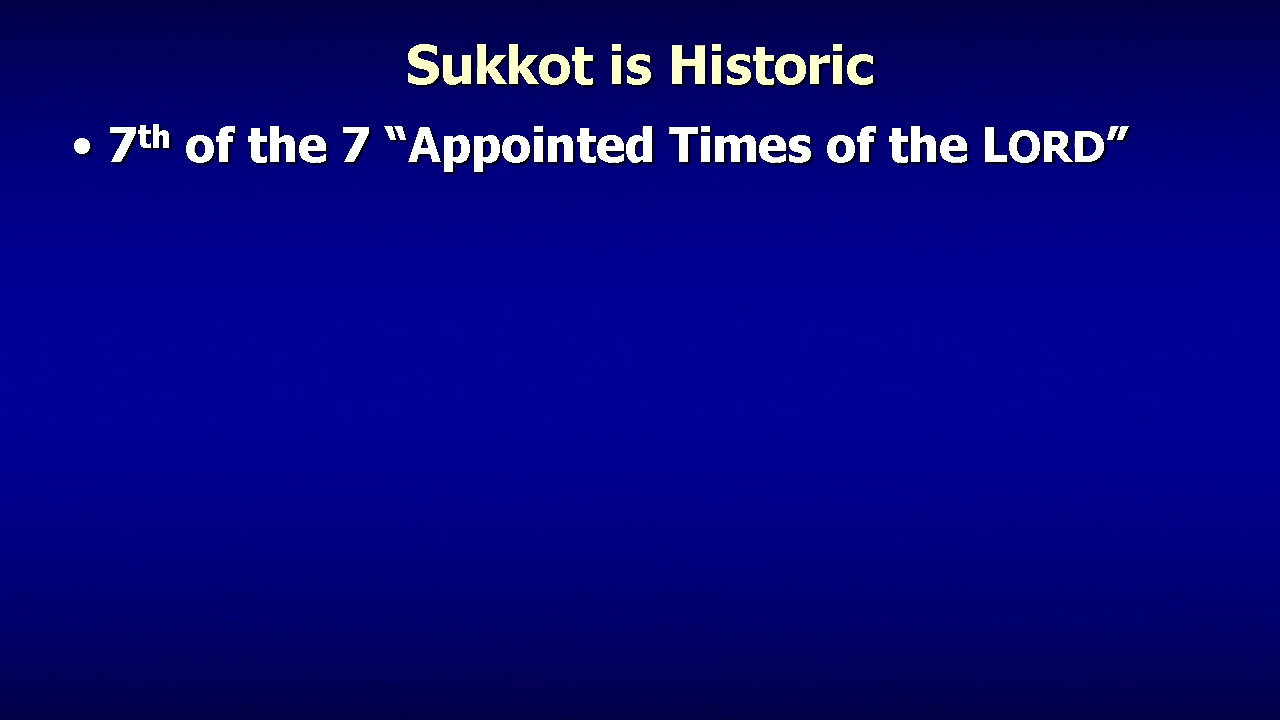 Sukkot is Historic
• 7th of the 7 “Appointed Times of the LORD”